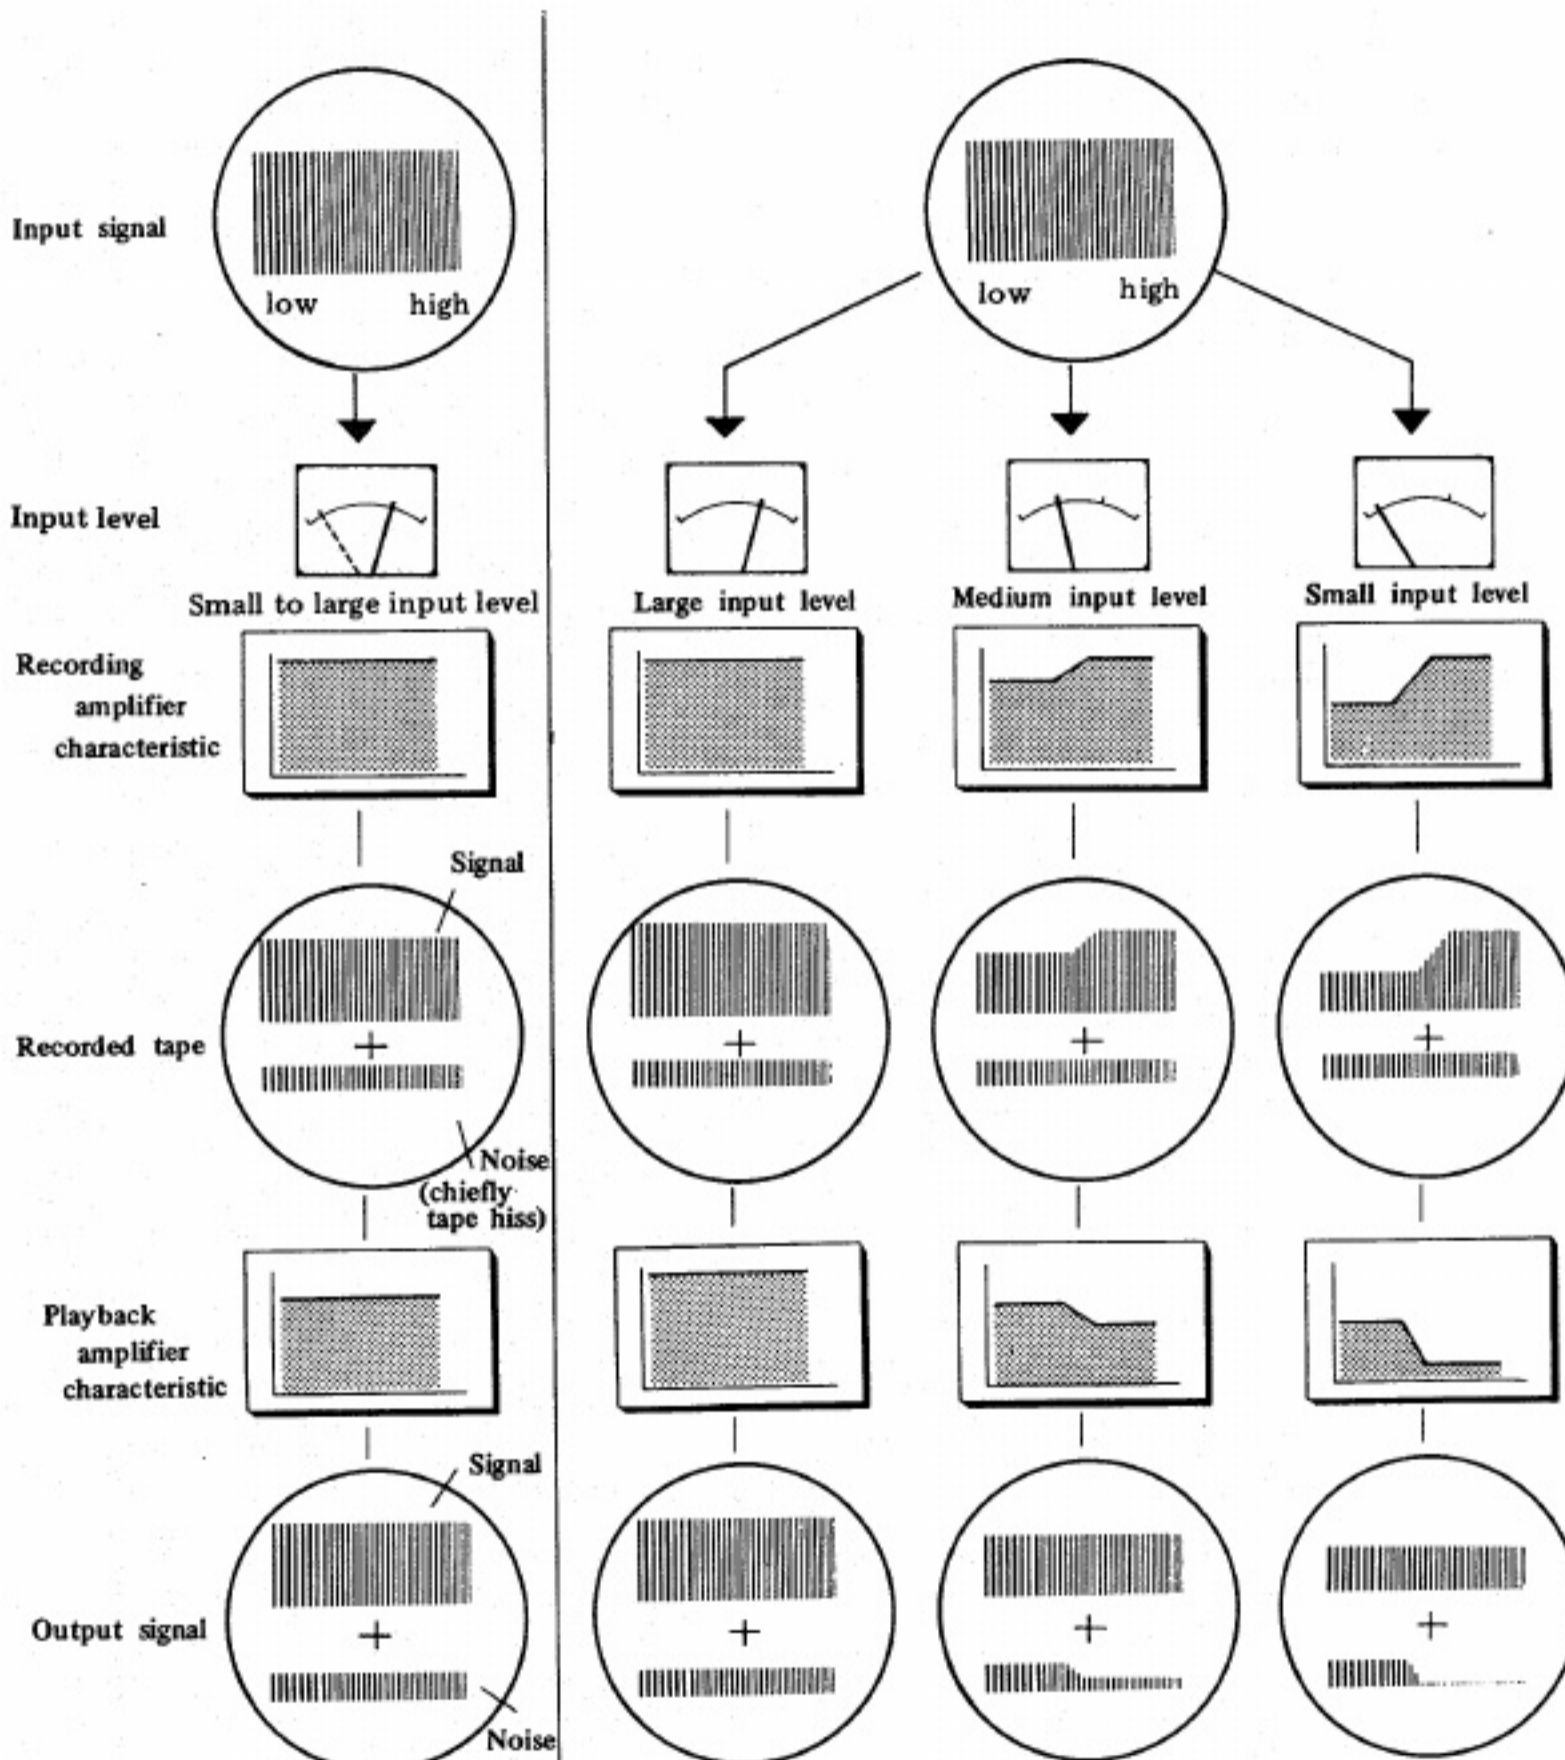 Input signal
low high
low high
Input level
Small to large input level
Large input level
Medium input level
Small input level
Recording
amplifier
characteristic
Signal
+
+
+
+
Recorded tape
Noise
(chiefly
tape hiss)
Playback
amplifier
characteristic
Signal
+
+
+
+
Output signal
Noise